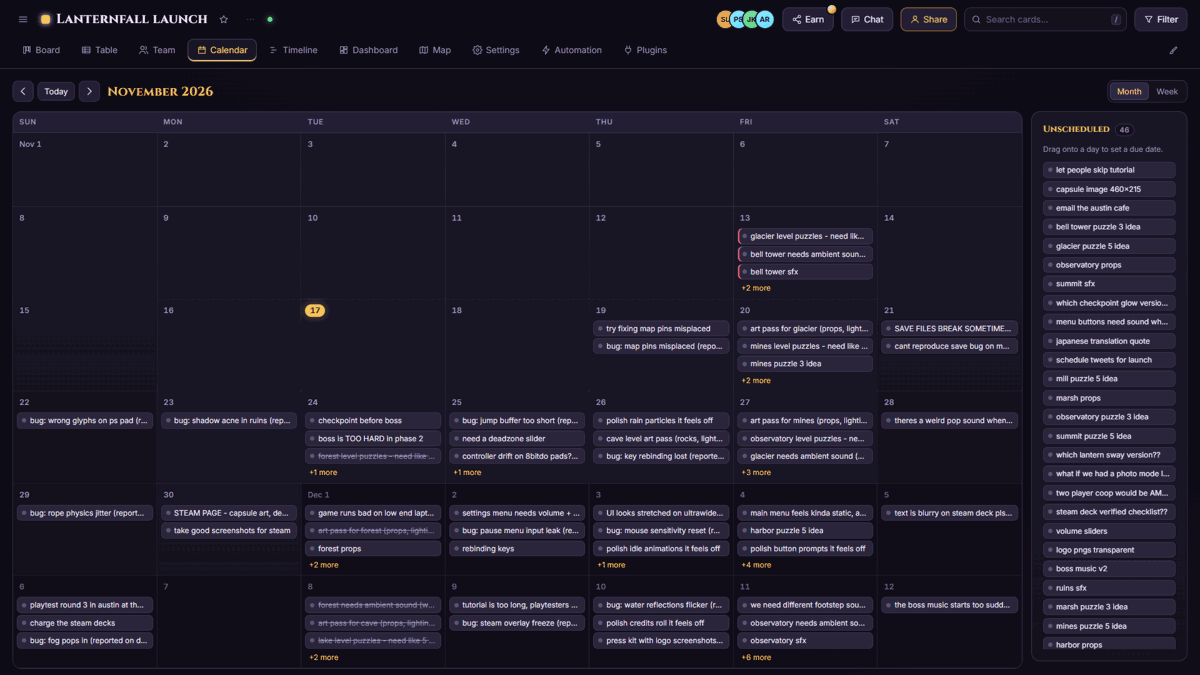 LANTERNFALL LAUNCH
SL PS JK AR
Earn
Chat
Share
Search cards...
/
Filter
Board
Table
Team
Calendar
Timeline
Dashboard
Map
Settings
Automation
Plugins
Today
NOVEMBER 2026
Month
Week
SUN MON TUE WED THU FRI SAT
Nov 1 2 3 4 5 6 7
8 9 10 11 12 13 14
glacier level puzzles - need lik...
bell tower needs ambient soun...
bell tower sfx
+2 more
15 16 17 18 19 20 21
try fixing map pins misplaced
bug: map pins misplaced (repo...
art pass for glacier (props, light...
mines level puzzles - need like ...
mines puzzle 3 idea
+2 more
SAVE FILES BREAK SOMETIME...
cant reproduce save bug on m...
22 23 24 25 26 27 28
bug: wrong glyphs on ps pad (r...
bug: shadow acne in ruins (rep...
checkpoint before boss
boss is TOO HARD in phase 2
forest level puzzles - need like ...
+1 more
bug: jump buffer too short (rep...
need a deadzone slider
controller drift on 8bitdo pads?...
+1 more
polish rain particles it feels off
cave level art pass (rocks, light...
bug: key rebinding lost (reporte...
art pass for mines (props, lighti...
observatory level puzzles - ne...
glacier needs ambient sound (...
+3 more
theres a weird pop sound when...
29 30 Dec 1 2 3 4 5
bug: rope physics jitter (report...
STEAM PAGE - capsule art, de...
take good screenshots for steam
game runs bad on low end lapt...
art pass for forest (props, lighti...
forest props
+2 more
settings menu needs volume + ...
bug: pause menu input leak (re...
rebinding keys
UI looks stretched on ultrawide...
bug: mouse sensitivity reset (r...
polish idle animations it feels off
+1 more
main menu feels kinda static, a...
harbor puzzle 5 idea
polish button prompts it feels off
+4 more
text is blurry on steam deck pls...
6 7 8 9 10 11 12
playtest round 3 in austin at th...
charge the steam decks
bug: fog pops in (reported on d...
forest needs ambient sound (w...
art pass for cave (props, lightin...
lake level puzzles - need like 5 ...
+2 more
tutorial is too long, playtesters ...
bug: steam overlay freeze (rep...
bug: water reflections flicker (r...
polish credits roll it feels off
press kit with logo screenshots...
we need different footstep sou...
observatory needs ambient so...
observatory sfx
+6 more
the boss music starts too sudd...
UNSCHEDULED 46
Drag onto a day to set a due date.
let people skip tutorial
capsule image 460×215
email the austin cafe
bell tower puzzle 3 idea
glacier puzzle 5 idea
observatory props
summit sfx
which checkpoint glow versio...
menu buttons need sound wh...
japanese translation quote
schedule tweets for launch
mill puzzle 5 idea
marsh props
observatory puzzle 3 idea
summit puzzle 5 idea
which lantern sway version??
what if we had a photo mode l...
two player coop would be AM...
steam deck verified checklist??
volume sliders
logo pngs transparent
boss music v2
ruins sfx
marsh puzzle 3 idea
mines puzzle 5 idea
harbor props